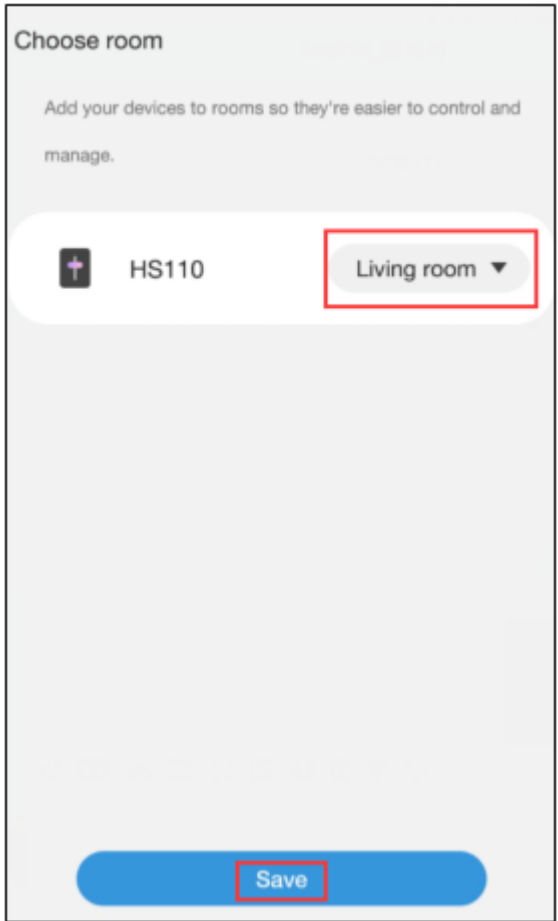 Choose room
Add your devices to rooms so they're easier to control and
manage.
HS110
Living room
Save